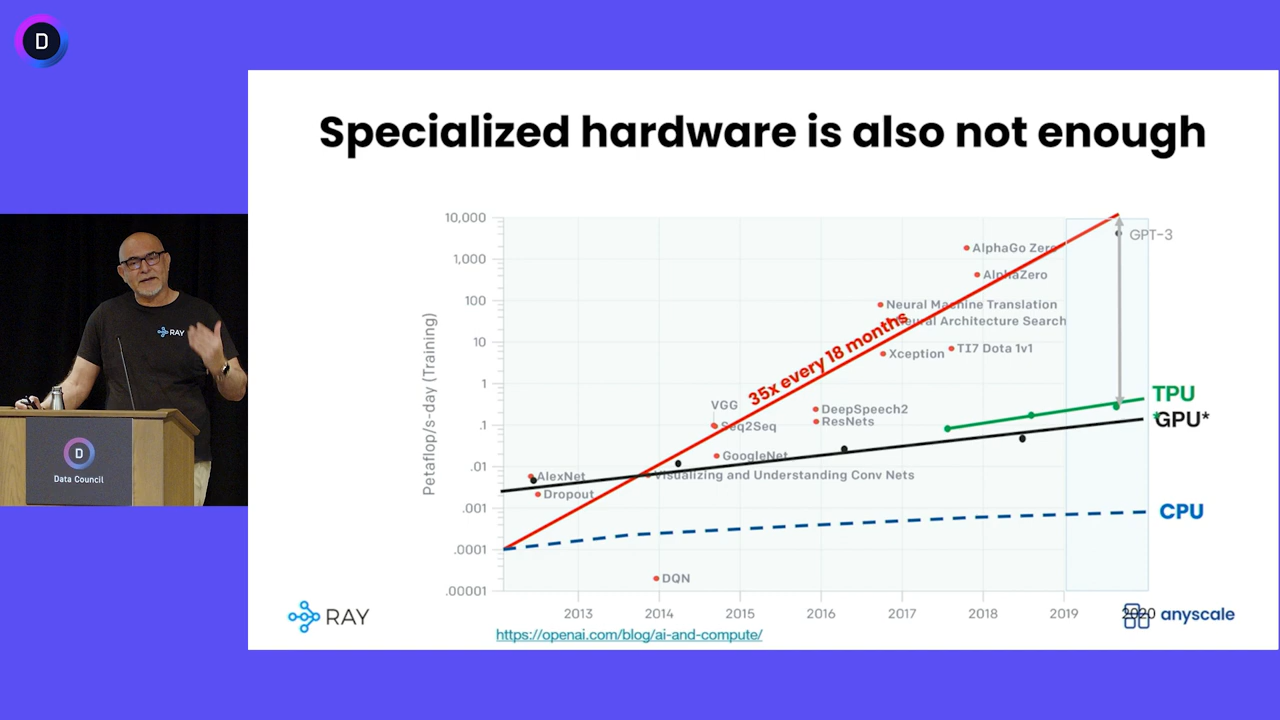 D
Specialized hardware is also not enough
10,000
1,000
100
10
1
.1
.01
.001
.0001
.00001
Petaflop/s-day (Training)
35x every 18 months
AlphaGo Zero
AlphaZero
Neural Machine Translation
Neural Architecture Search
Xception
TI7 Dota 1v1
VGG
Seq2Seq
DeepSpeech2
ResNets
GoogleNet
AlexNet
Visualizing and Understanding Conv Nets
Dropout
DQN
GPT-3
TPU
*
GPU*
CPU
2013 2014 2015 2016 2017 2018 2019 2020
RAY
https://openai.com/blog/ai-and-compute/
anyscale
RAY
D
Data Council